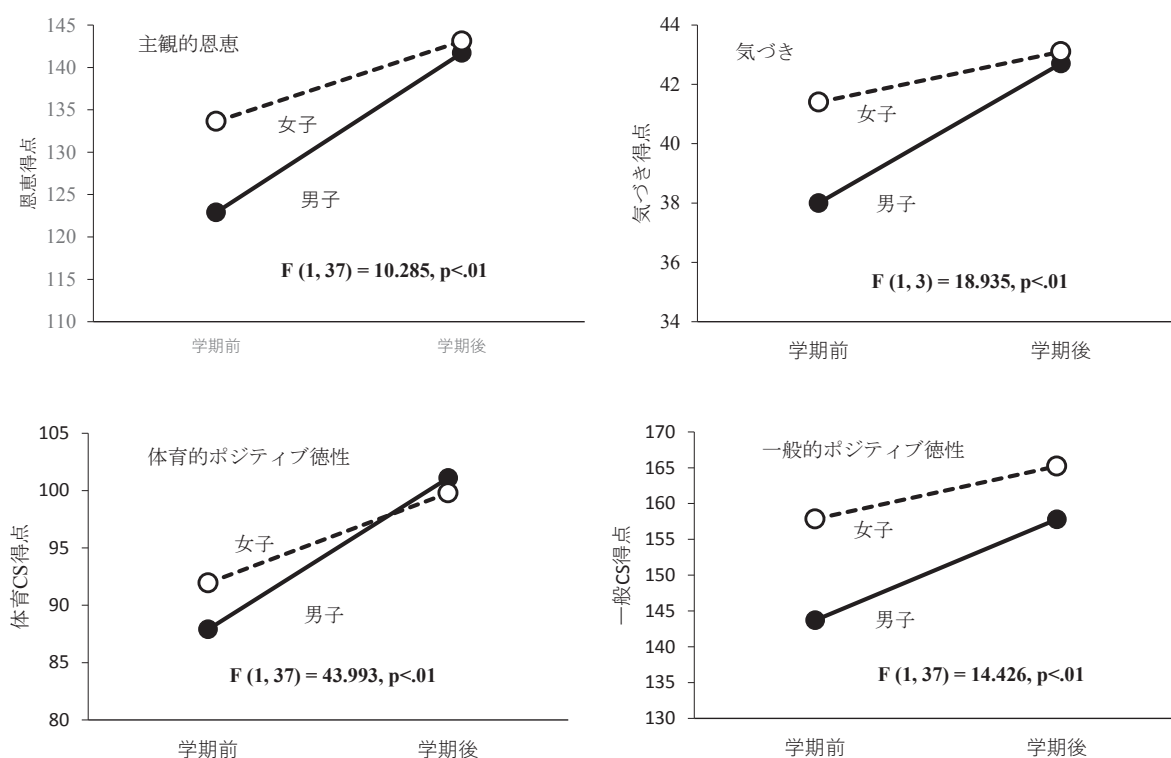 主観的恩恵
恩恵得点
145
140
135
130
125
120
115
110
女子
男子
F (1, 37) = 10.285, p<.01
学期前
学期後
気づき
気づき得点
44
42
40
38
36
34
女子
男子
F (1, 3) = 18.935, p<.01
学期前
学期後
体育的ポジティブ徳性
体育CS得点
105
100
95
90
85
80
女子
男子
F (1, 37) = 43.993, p<.01
学期前
学期後
一般的ポジティブ徳性
一般CS得点
170
165
160
155
150
145
140
135
130
女子
男子
F (1, 37) = 14.426, p<.01
学期前
学期後